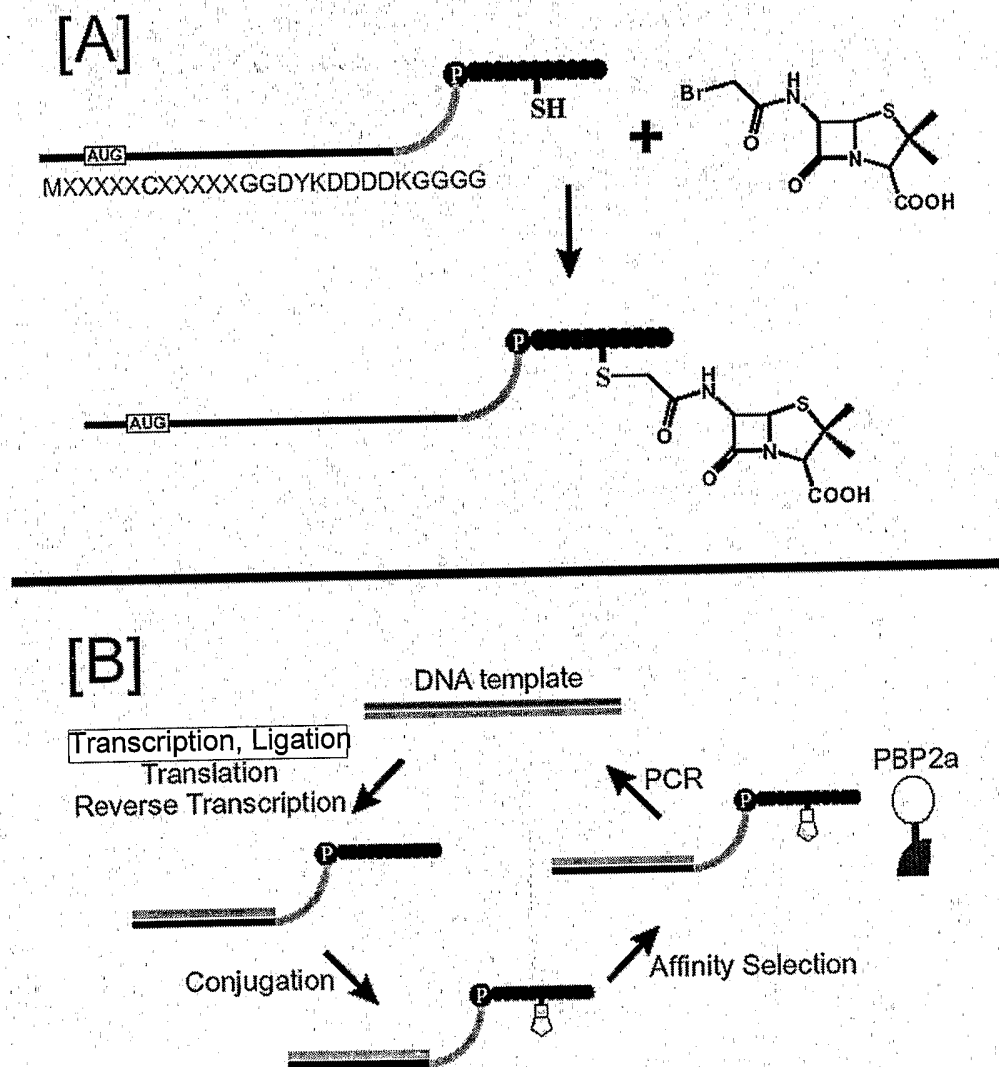 [A]
P
SH
+
Br
O
H
N
S
O
N
COOH
AUG
MXXXXXCXXXXXGGDYKDDDDKGGGG
P
S
O
H
N
S
O
N
COOH
AUG
[B]
DNA template
Transcription, Ligation
Translation
Reverse Transcription
PCR
PBP2a
P
P
Conjugation
Affinity Selection
P